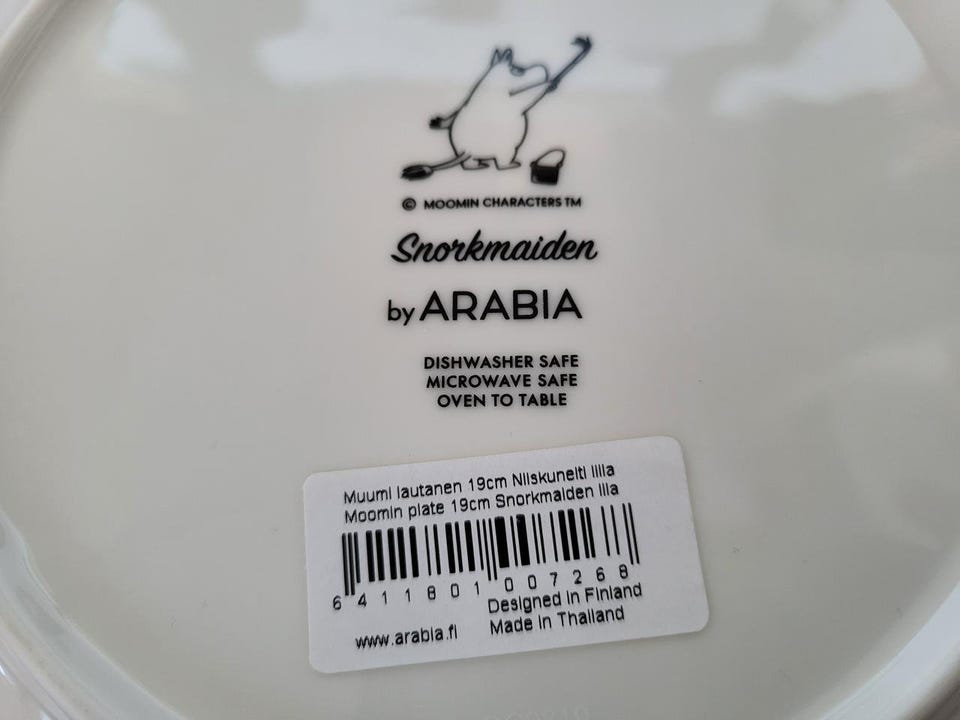 © MOOMIN CHARACTERS TM
Snorkmaiden
by ARABIA
DISHWASHER SAFE
MICROWAVE SAFE
OVEN TO TABLE
Muumi lautanen 19cm Niiskuneiti liila
Moomin plate 19cm Snorkmaiden lila
6 411801 007268
Designed in Finland
www.arabia.fi Made in Thailand